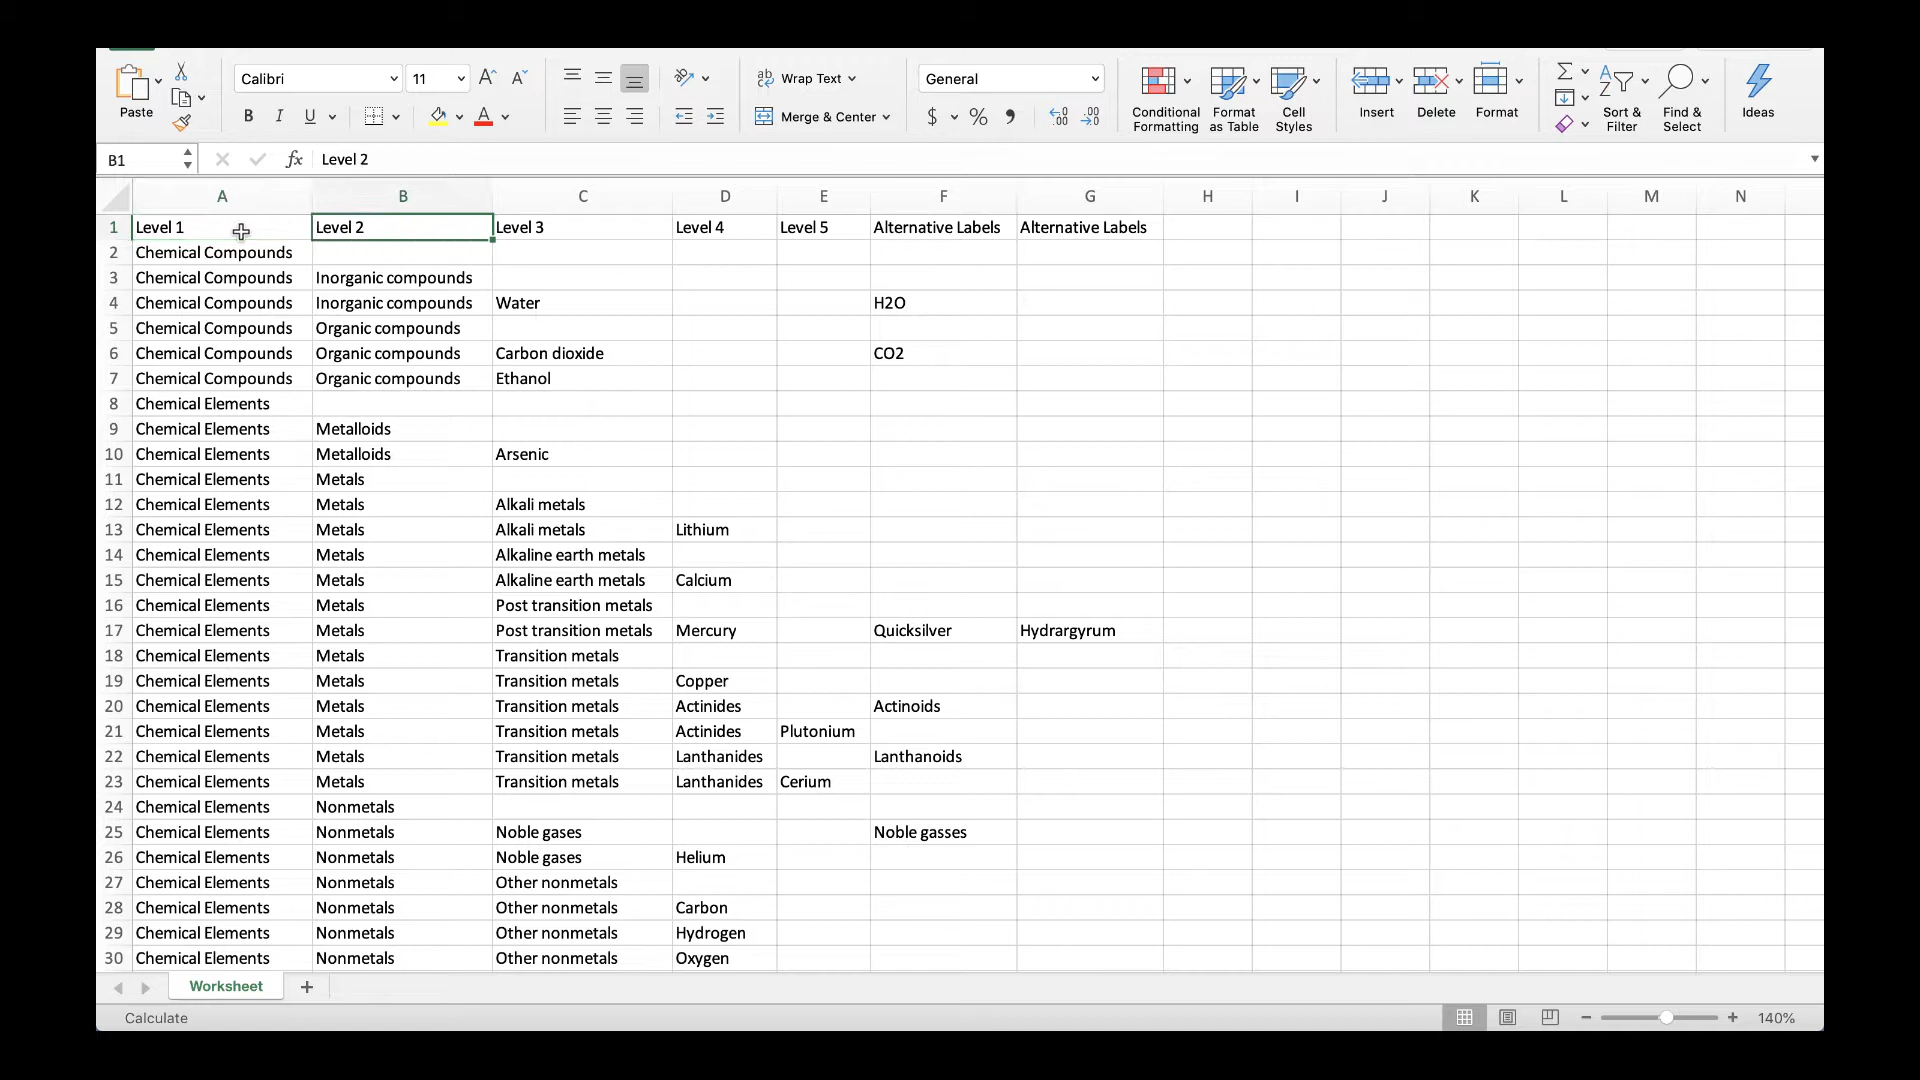 Calibri 11 Wrap Text General
Paste B I U Merge & Center $ % Conditional Formatting Format as Table Cell Styles Insert Delete Format Sort & Filter Find & Select Ideas
B1 fx Level 2
A B C D E F G H I J K L M N
1 Level 1 Level 2 Level 3 Level 4 Level 5 Alternative Labels Alternative Labels
2 Chemical Compounds
3 Chemical Compounds Inorganic compounds
4 Chemical Compounds Inorganic compounds Water H2O
5 Chemical Compounds Organic compounds
6 Chemical Compounds Organic compounds Carbon dioxide CO2
7 Chemical Compounds Organic compounds Ethanol
8 Chemical Elements
9 Chemical Elements Metalloids
10 Chemical Elements Metalloids Arsenic
11 Chemical Elements Metals
12 Chemical Elements Metals Alkali metals
13 Chemical Elements Metals Alkali metals Lithium
14 Chemical Elements Metals Alkaline earth metals
15 Chemical Elements Metals Alkaline earth metals Calcium
16 Chemical Elements Metals Post transition metals
17 Chemical Elements Metals Post transition metals Mercury Quicksilver Hydrargyrum
18 Chemical Elements Metals Transition metals
19 Chemical Elements Metals Transition metals Copper
20 Chemical Elements Metals Transition metals Actinides Actinoids
21 Chemical Elements Metals Transition metals Actinides Plutonium
22 Chemical Elements Metals Transition metals Lanthanides Lanthanoids
23 Chemical Elements Metals Transition metals Lanthanides Cerium
24 Chemical Elements Nonmetals
25 Chemical Elements Nonmetals Noble gases Noble gasses
26 Chemical Elements Nonmetals Noble gases Helium
27 Chemical Elements Nonmetals Other nonmetals
28 Chemical Elements Nonmetals Other nonmetals Carbon
29 Chemical Elements Nonmetals Other nonmetals Hydrogen
30 Chemical Elements Nonmetals Other nonmetals Oxygen
Worksheet
Calculate 140%